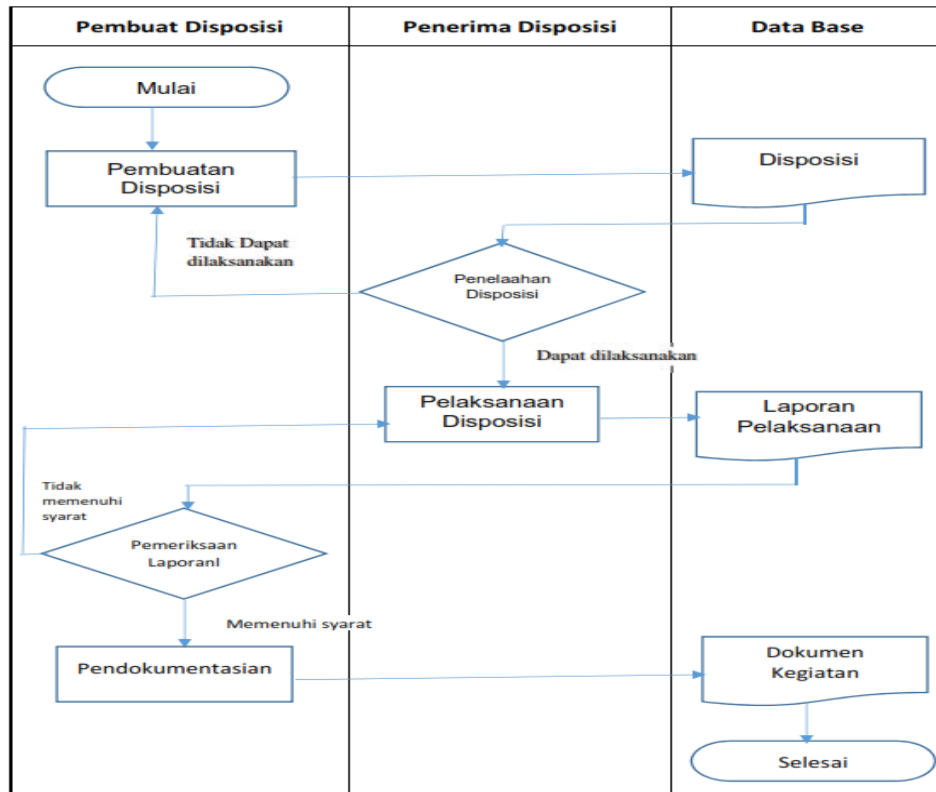 Pembuat Disposisi
Penerima Disposisi
Data Base
Mulai
Pembuatan
Disposisi
Disposisi
Tidak Dapat
dilaksanakan
Penelaahan
Disposisi
Dapat dilaksanakan
Pelaksanaan
Disposisi
Laporan
Pelaksanaan
Tidak
memenuhi
syarat
Pemeriksaan
Laporanl
Memenuhi syarat
Pendokumentasian
Dokumen
Kegiatan
Selesai